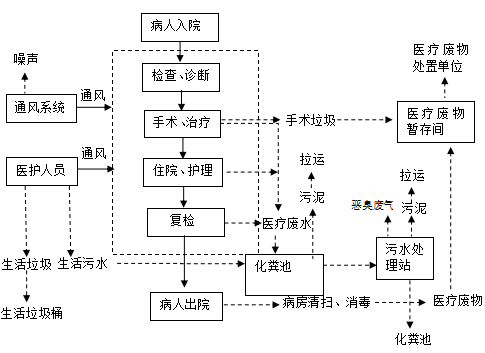 病人入院
噪声
检查、诊断
医疗废物
处置单位
通风系统
通风
手术、治疗
手术垃圾
医疗废物
暂存间
医护人员
通风
住院、护理
拉运
污泥
拉运
恶臭废气
污泥
复检
医疗废水
生活垃圾
生活污水
化粪池
污水处
理站
生活垃圾桶
病人出院
病房清扫、消毒
医疗废物
化粪池